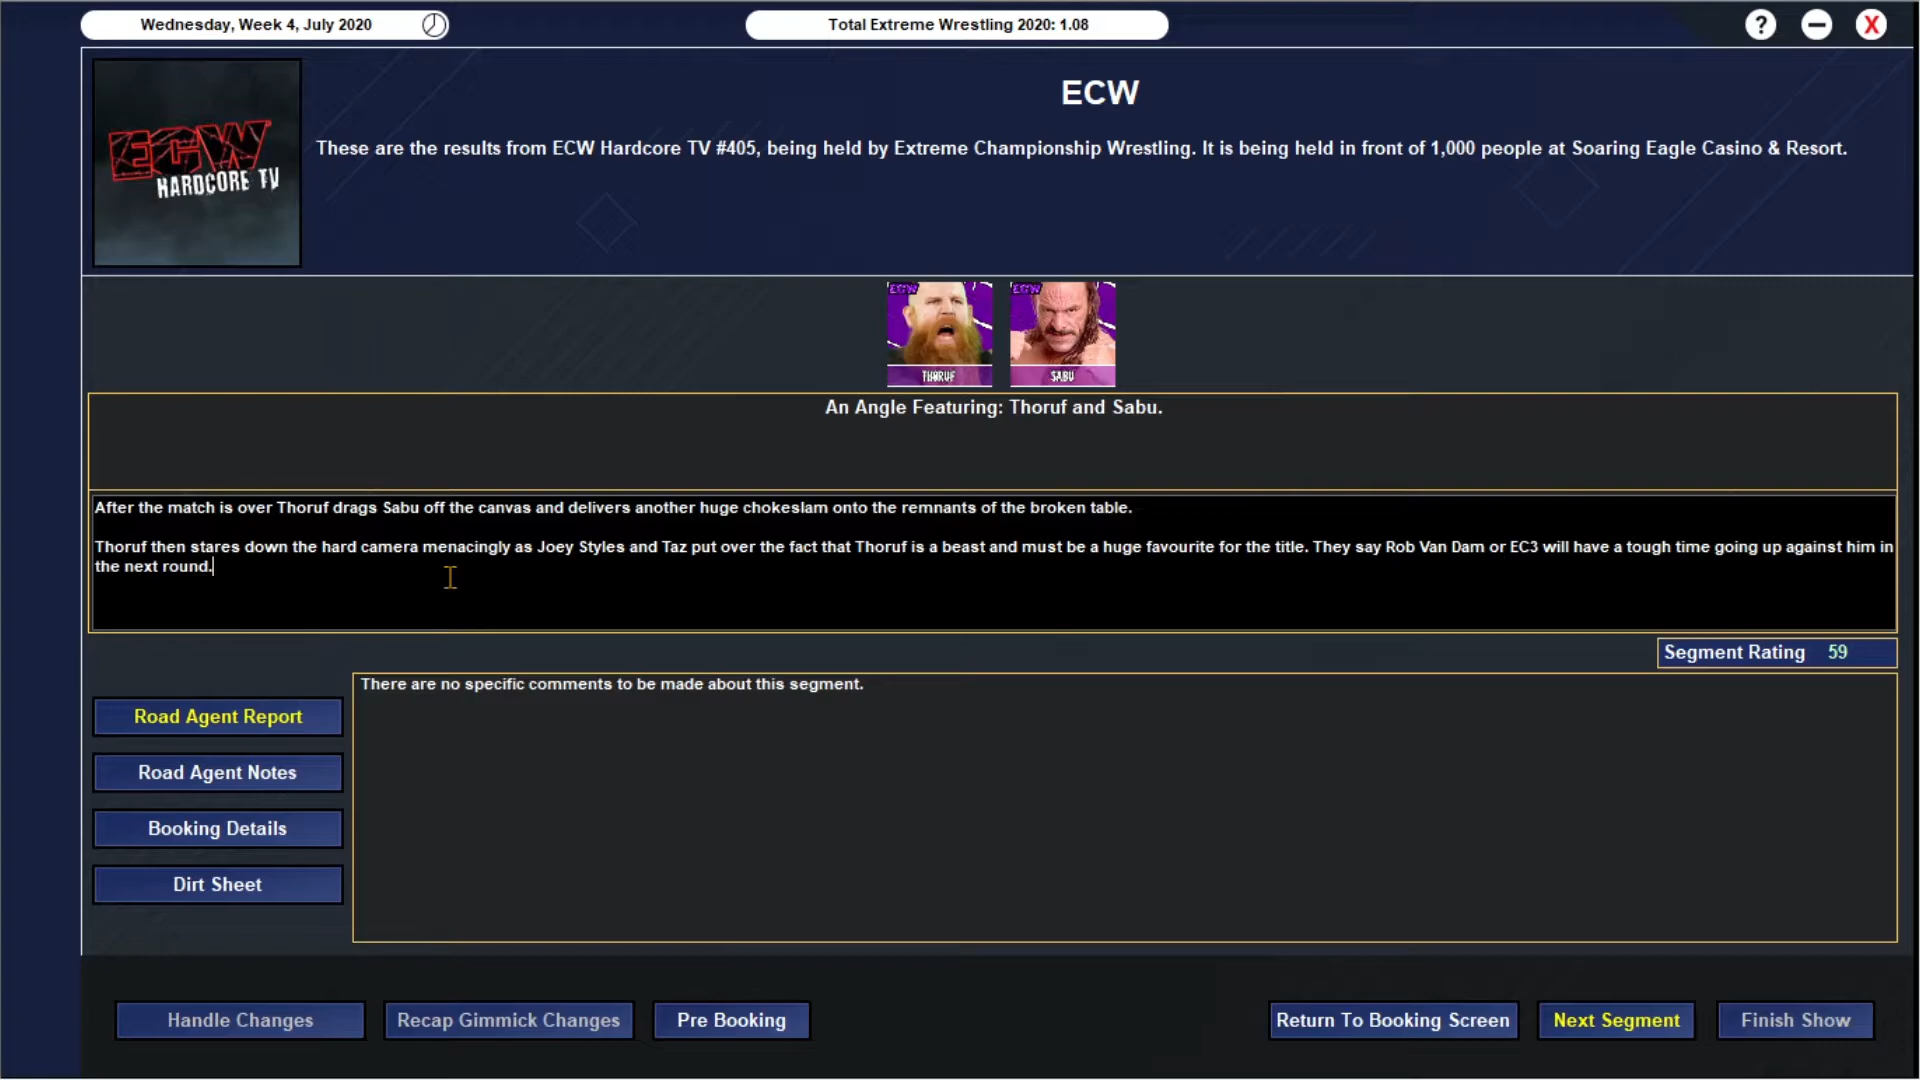 Wednesday, Week 4, July 2020
Total Extreme Wrestling 2020: 1.08
?
X
ECW
HARDCORE TV
ECW
These are the results from ECW Hardcore TV #405, being held by Extreme Championship Wrestling. It is being held in front of 1,000 people at Soaring Eagle Casino & Resort.
ECW
THORUF
ECW
SABU
An Angle Featuring: Thoruf and Sabu.
After the match is over Thoruf drags Sabu off the canvas and delivers another huge chokeslam onto the remnants of the broken table.
Thoruf then stares down the hard camera menacingly as Joey Styles and Taz put over the fact that Thoruf is a beast and must be a huge favourite for the title. They say Rob Van Dam or EC3 will have a tough time going up against him in
the next round.
Segment Rating 59
There are no specific comments to be made about this segment.
Road Agent Report
Road Agent Notes
Booking Details
Dirt Sheet
Handle Changes
Recap Gimmick Changes
Pre Booking
Return To Booking Screen
Next Segment
Finish Show